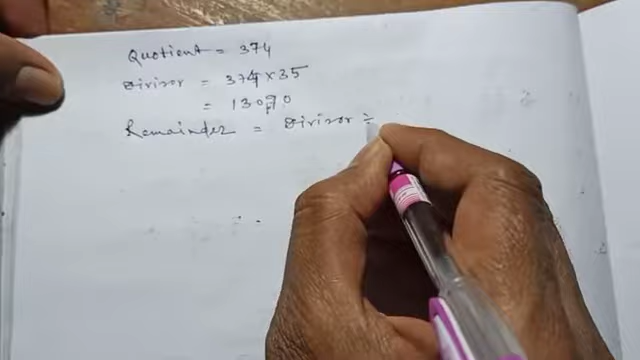 Quotient = 374
Divisor = 374 × 35
= 13090
Remainder = Divisor ÷